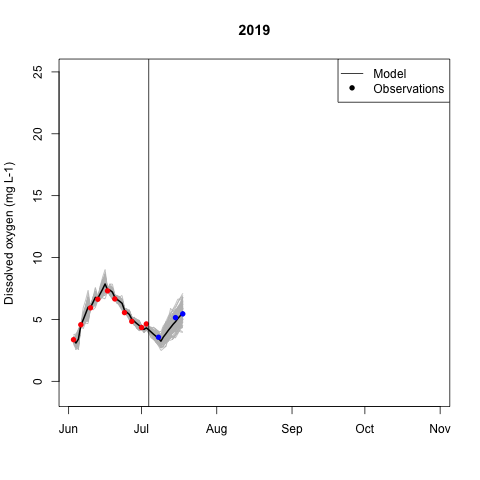 2019
Model
Observations
Dissolved oxygen (mg L-1)
25
20
15
10
5
0
Jun Jul Aug Sep Oct Nov